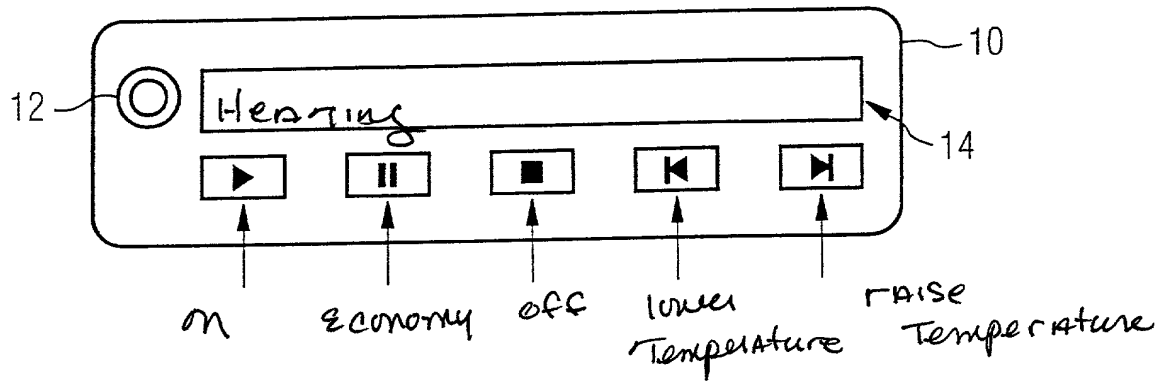 10
12
Heating
14
on
Economy
off
lower
Temperature
raise
Temperature